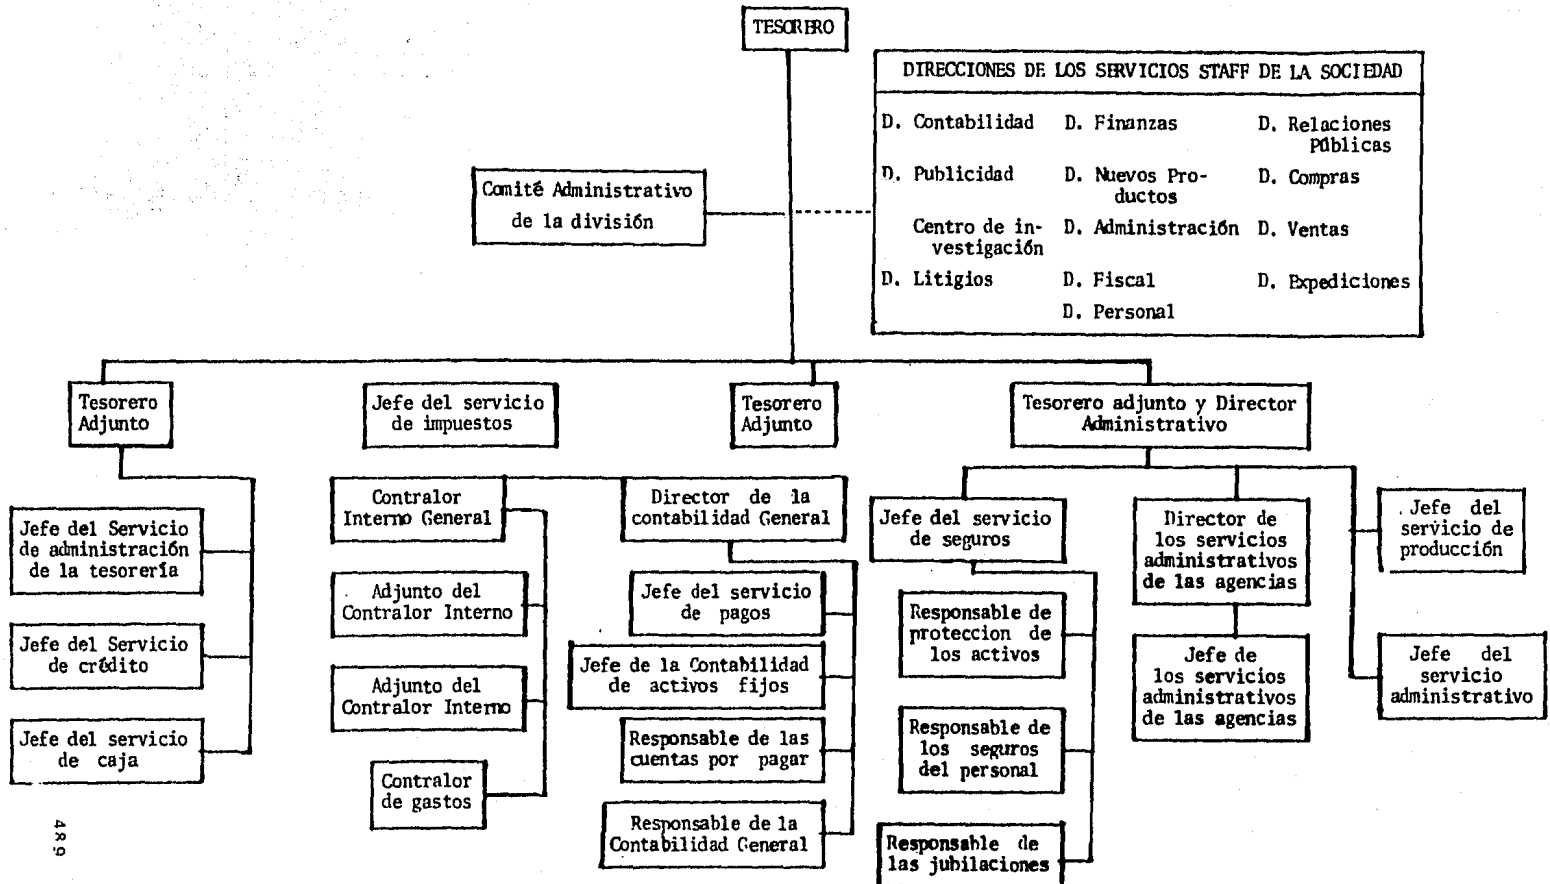 TESORERO
DIRECCIONES DE LOS SERVICIOS STAFF DE LA SOCIEDAD
D. Contabilidad D. Finanzas D. Relaciones
Públicas
D. Publicidad D. Nuevos Pro- D. Compras
ductos
Centro de in- D. Administración D. Ventas
vestigación
D. Litigios D. Fiscal D. Expediciones
D. Personal
Comité Administrativo
de la división
Tesorero
Adjunto
Jefe del servicio
de impuestos
Tesorero
Adjunto
Tesorero adjunto y Director
Administrativo
Jefe del Servicio
de administración
de la tesorería
Jefe del Servicio
de crédito
Jefe del servicio
de caja
Contralor
Interno General
Adjunto del
Contralor Interno
Adjunto del
Contralor Interno
Contralor
de gastos
Director de la
contabilidad General
Jefe del servicio
de pagos
Jefe de la Contabilidad
de activos fijos
Responsable de las
cuentas por pagar
Responsable de la
Contabilidad General
Jefe del servicio
de seguros
Responsable de
proteccion de
los activos
Responsable de
los seguros
del personal
Responsable de
las jubilaciones
Director de
los servicios
administrativos
de las agencias
Jefe de
los servicios
administrativos
de las agencias
Jefe del
servicio de
producción
Jefe del
servicio
administrativo
489